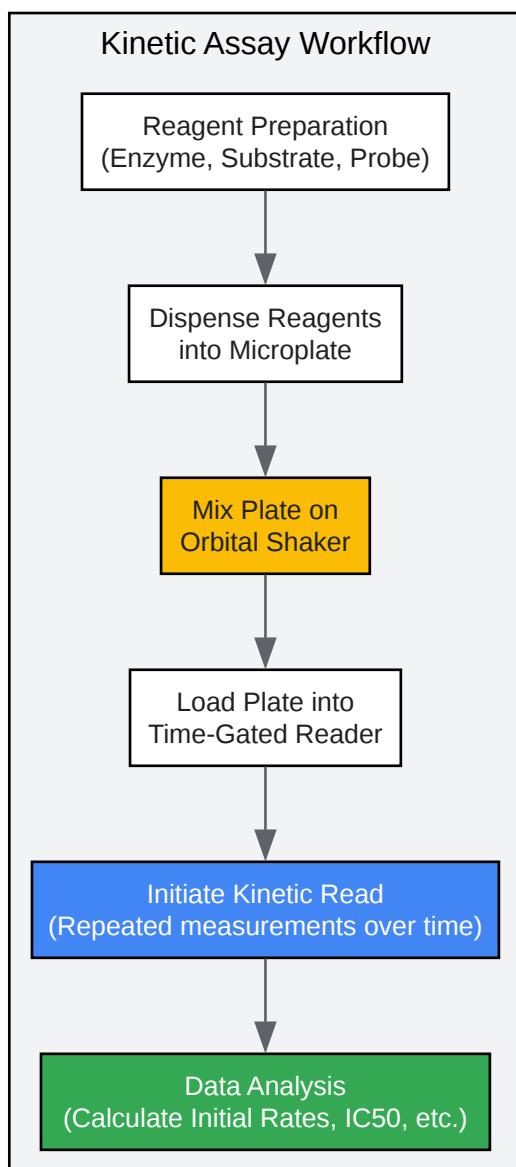 Kinetic Assay Workflow
Reagent Preparation
(Enzyme, Substrate, Probe)
Dispense Reagents
into Microplate
Mix Plate on
Orbital Shaker
Load Plate into
Time-Gated Reader
Initiate Kinetic Read
(Repeated measurements over time)
Data Analysis
(Calculate Initial Rates, IC50, etc.)